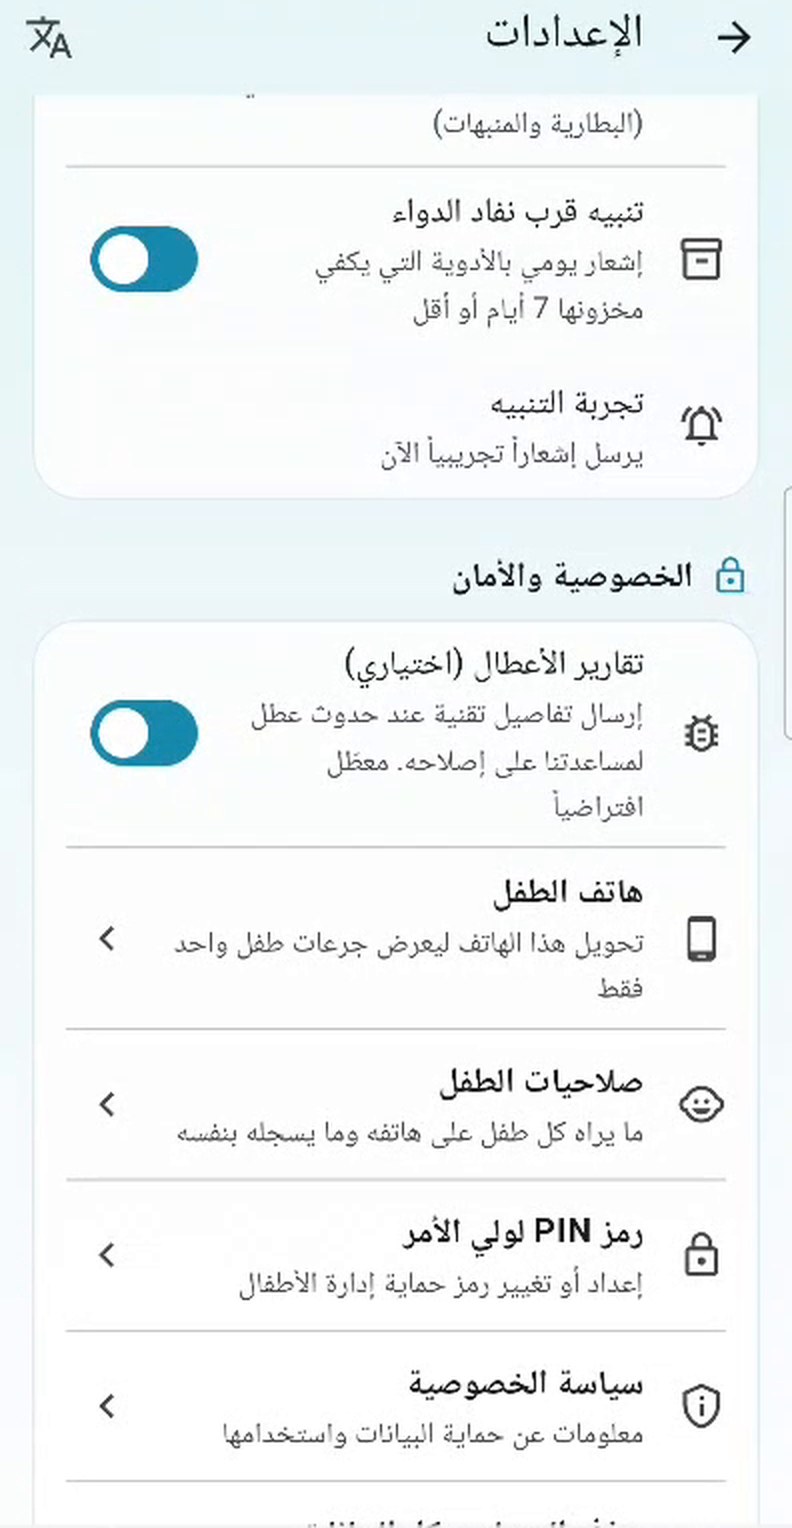 الإعدادات
(البطارية والمنبهات)
تنبيه قرب نفاد الدواء
إشعار يومي بالأدوية التي يكفي
مخزونها 7 أيام أو أقل
تجربة التنبيه
يرسل إشعاراً تجريبياً الآن
الخصوصية والأمان
تقارير الأعطال (اختياري)
إرسال تفاصيل تقنية عند حدوث عطل
لمساعدتنا على إصلاحه. معطّل
افتراضياً
هاتف الطفل
تحويل هذا الهاتف ليعرض جرعات طفل واحد
فقط
صلاحيات الطفل
ما يراه كل طفل على هاتفه وما يسجله بنفسه
رمز PIN لولي الأمر
إعداد أو تغيير رمز حماية إدارة الأطفال
سياسة الخصوصية
معلومات عن حماية البيانات واستخدامها